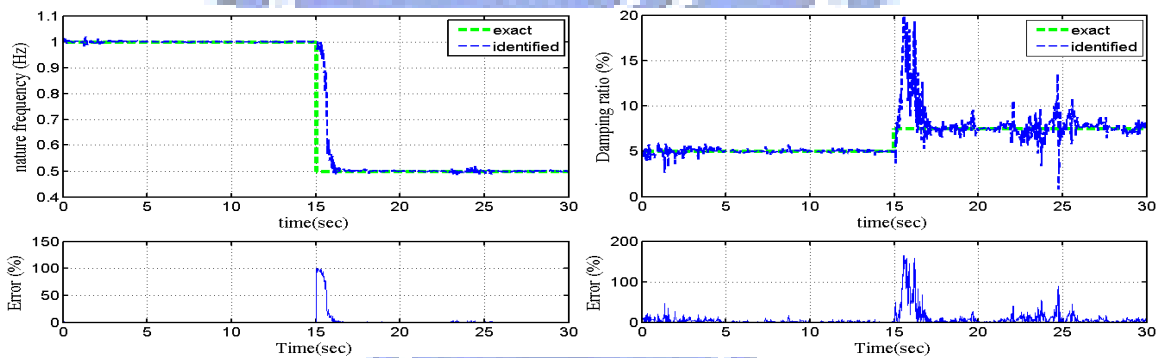 nature frequency (Hz)
1.1
1
0.9
0.8
0.7
0.6
0.5
0.4
0 5 10 15 20 25 30
time(sec)
exact
identified
Damping ratio (%)
20
15
10
5
0
0 5 10 15 20 25 30
time(sec)
exact
identified
Error (%)
150
100
50
0
0 5 10 15 20 25 30
Time(sec)
Error (%)
200
100
0
0 5 10 15 20 25 30
Time(sec)